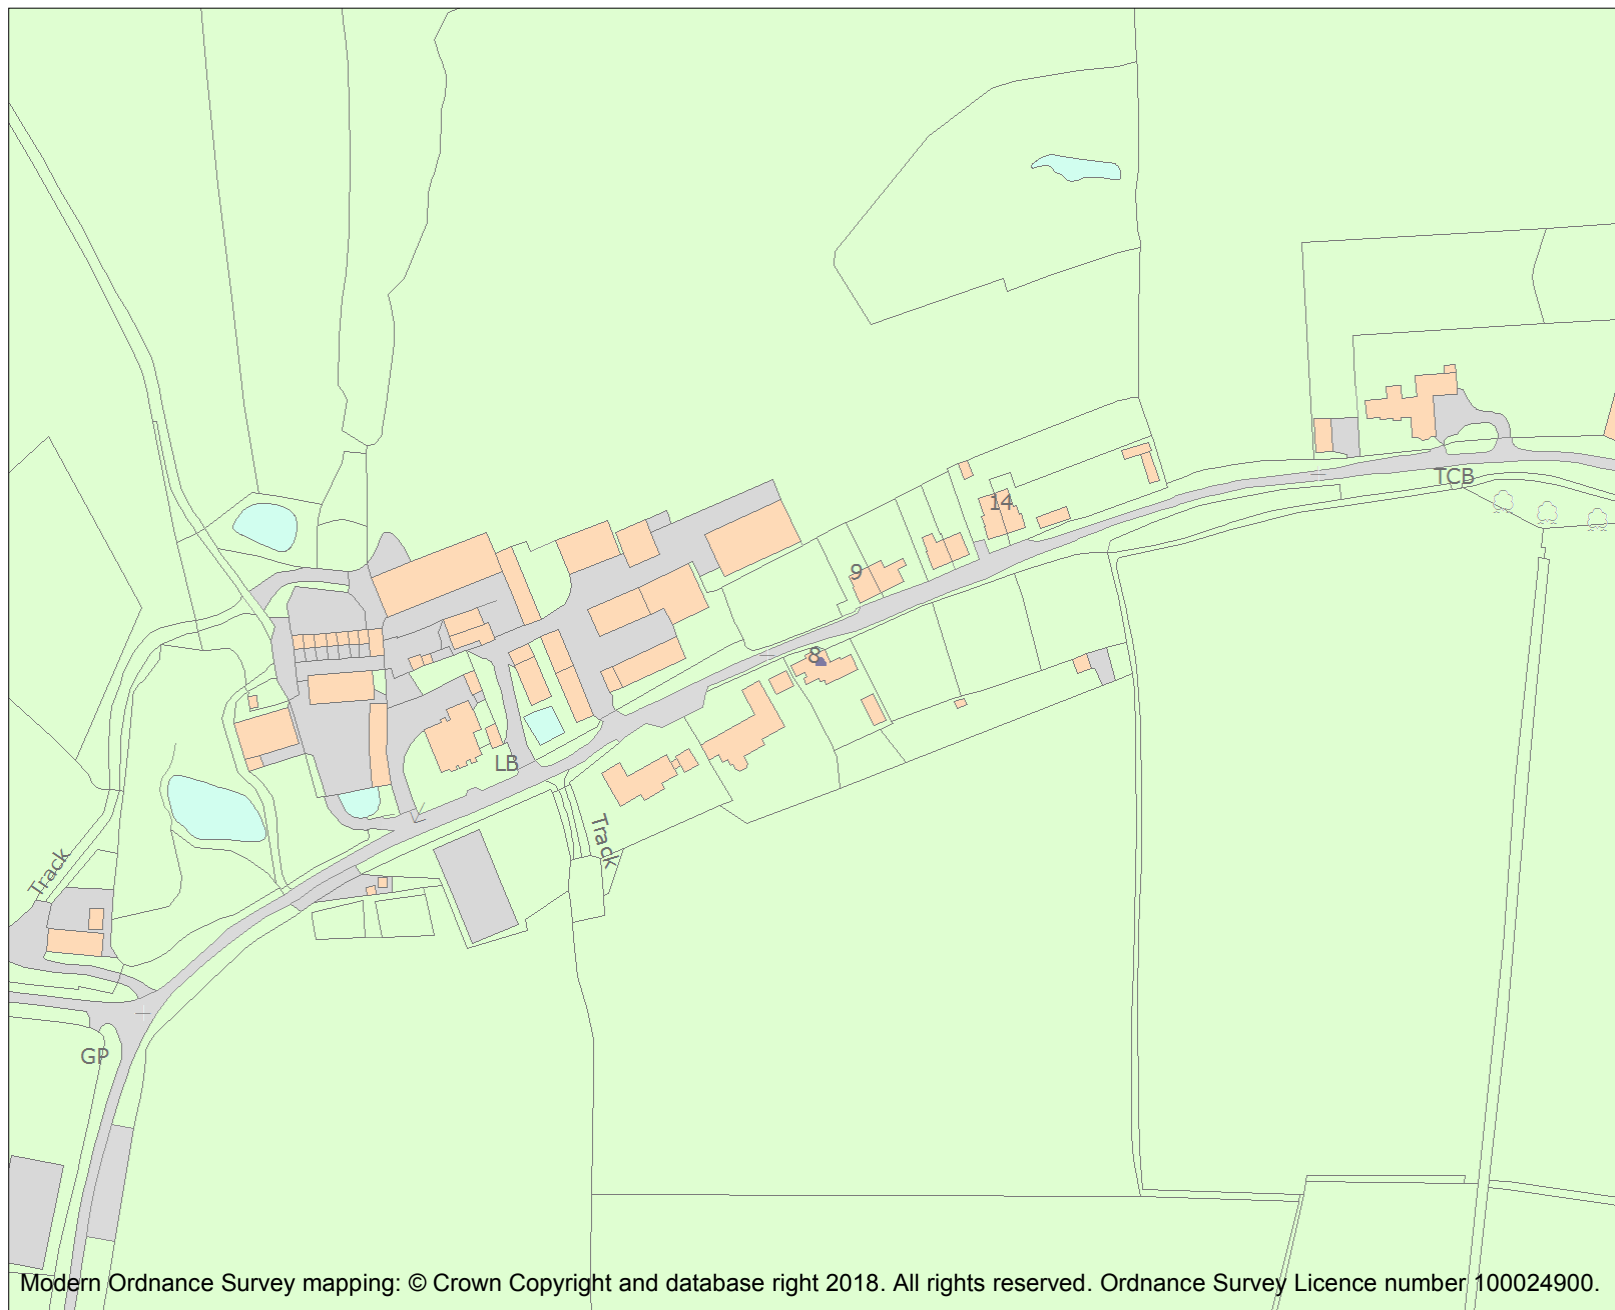 TCB
14
9
8
LB
Track
Track
GP
Modern Ordnance Survey mapping: © Crown Copyright and database right 2018. All rights reserved. Ordnance Survey Licence number 100024900.